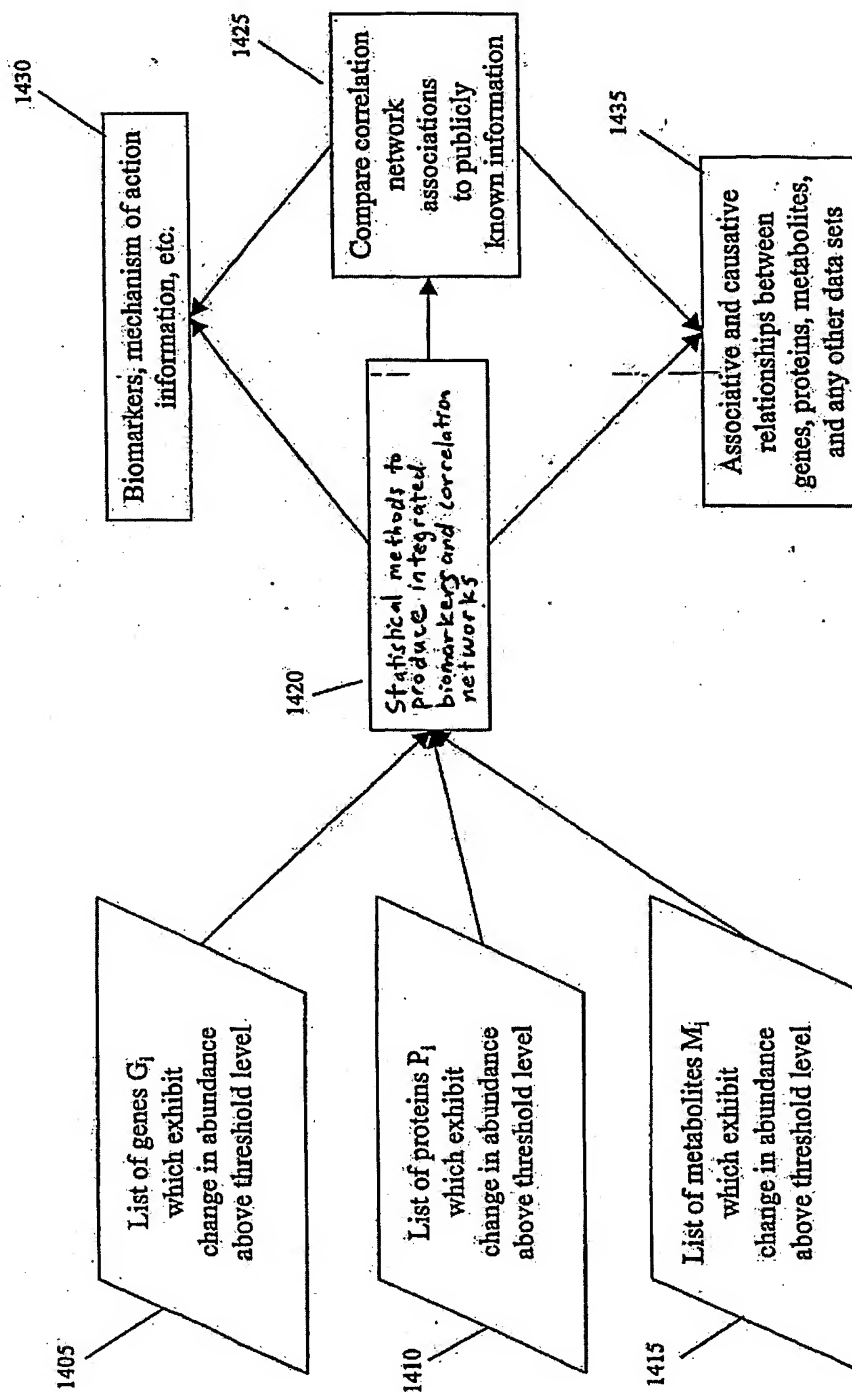 1405
List of genes Gi
which exhibit
change in abundance
above threshold level
1410
List of proteins Pi
which exhibit
change in abundance
above threshold level
1415
List of metabolites Mi
which exhibit
change in abundance
above threshold level
1420
Statistical methods to
produce integrated
biomarkers and correlation
networks
1430
Biomarkers, mechanism of action
information, etc.
1425
Compare correlation
network
associations
to publicly
known information
1435
Associative and causative
relationships between
genes, proteins, metabolites,
and any other data sets